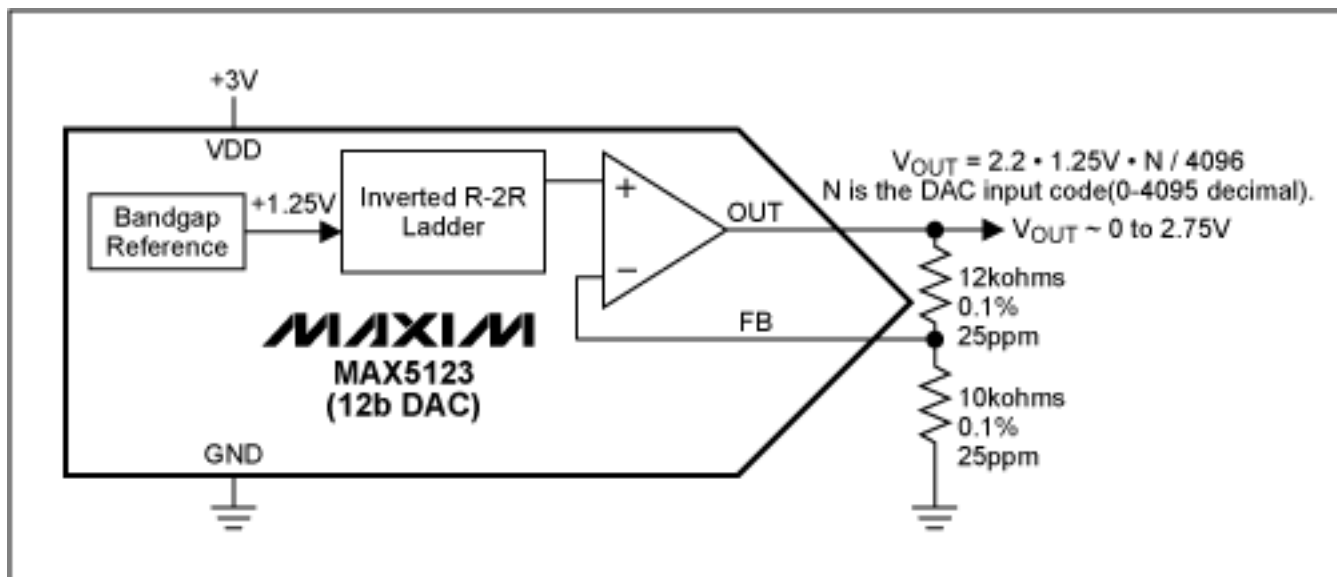 +3V
VDD
Bandgap
Reference
+1.25V
Inverted R-2R
Ladder
+
−
OUT
FB
MAXIM
MAX5123
(12b DAC)
GND
VOUT = 2.2 • 1.25V • N / 4096
N is the DAC input code(0-4095 decimal).
VOUT ~ 0 to 2.75V
12kohms
0.1%
25ppm
10kohms
0.1%
25ppm